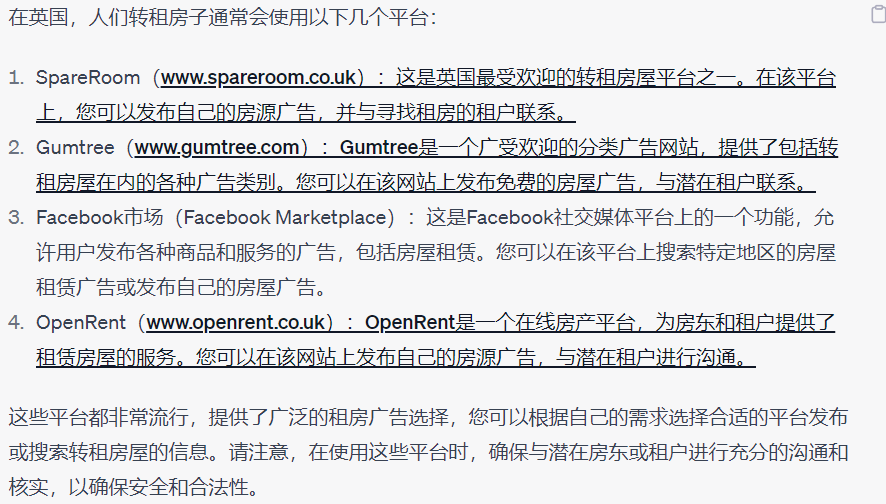 在英国，人们转租房子通常会使用以下几个平台：
1. SpareRoom（www.spareroom.co.uk）：这是英国最受欢迎的转租房屋平台之一。在该平台
上，您可以发布自己的房源广告，并与寻找租房的租户联系。
2. Gumtree（www.gumtree.com）：Gumtree是一个广受欢迎的分类广告网站，提供了包括转
租房屋在内的各种广告类别。您可以在该网站上发布免费的房屋广告，与潜在租户联系。
3. Facebook市场（Facebook Marketplace）：这是Facebook社交媒体平台上的一个功能，允
许用户发布各种商品和服务的广告，包括房屋租赁。您可以在该平台上搜索特定地区的房屋
租赁广告或发布自己的房屋广告。
4. OpenRent（www.openrent.co.uk）：OpenRent是一个在线房产平台，为房东和租户提供了
租赁房屋的服务。您可以在该网站上发布自己的房源广告，与潜在租户进行沟通。
这些平台都非常流行，提供了广泛的租房广告选择，您可以根据自己的需求选择合适的平台发布
或搜索转租房屋的信息。请注意，在使用这些平台时，确保与潜在房东或租户进行充分的沟通和
核实，以确保安全和合法性。